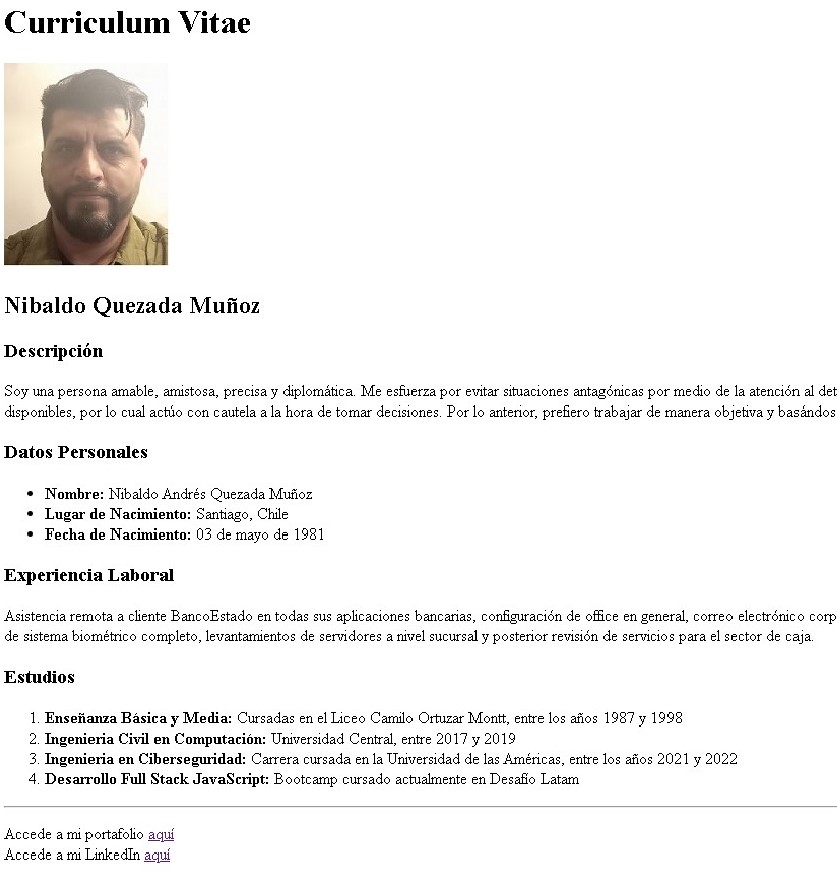 Curriculum Vitae
Nibaldo Quezada Muñoz
Descripción
Soy una persona amable, amistosa, precisa y diplomática. Me esfuerza por evitar situaciones antagónicas por medio de la atención al det
disponibles, por lo cual actúo con cautela a la hora de tomar decisiones. Por lo anterior, prefiero trabajar de manera objetiva y basándos
Datos Personales
• Nombre: Nibaldo Andrés Quezada Muñoz
• Lugar de Nacimiento: Santiago, Chile
• Fecha de Nacimiento: 03 de mayo de 1981
Experiencia Laboral
Asistencia remota a cliente BancoEstado en todas sus aplicaciones bancarias, configuración de office en general, correo electrónico corp
de sistema biométrico completo, levantamientos de servidores a nivel sucursal y posterior revisión de servicios para el sector de caja.
Estudios
1. Enseñanza Básica y Media: Cursadas en el Liceo Camilo Ortuzar Montt, entre los años 1987 y 1998
2. Ingenieria Civil en Computación: Universidad Central, entre 2017 y 2019
3. Ingenieria en Ciberseguridad: Carrera cursada en la Universidad de las Américas, entre los años 2021 y 2022
4. Desarrollo Full Stack JavaScript: Bootcamp cursado actualmente en Desafío Latam
Accede a mi portafolio aquí
Accede a mi LinkedIn aquí